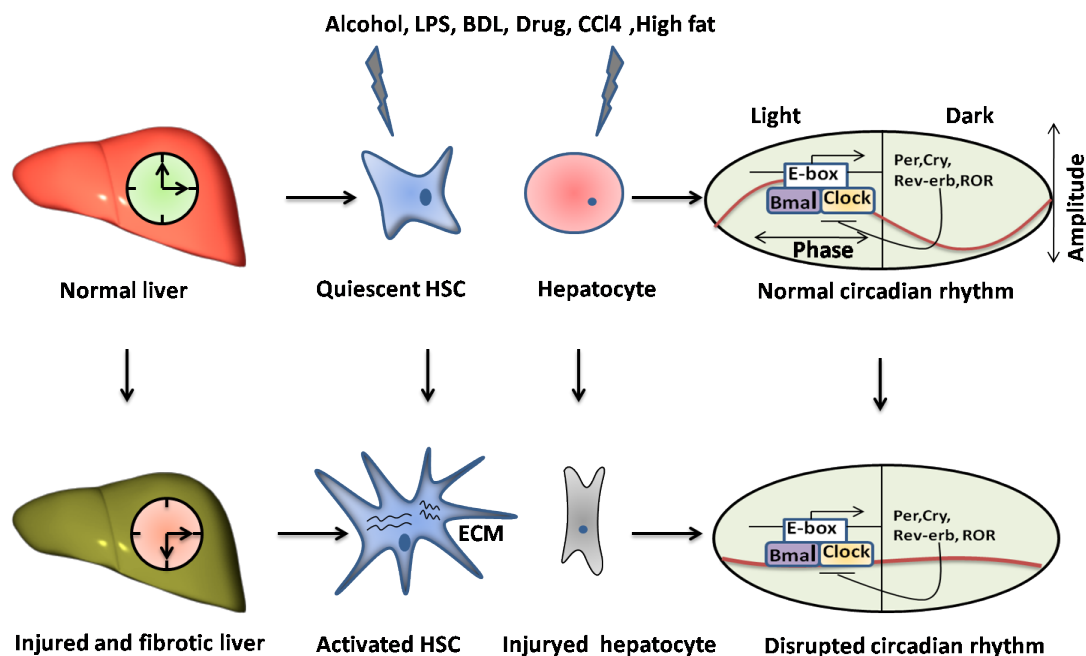 Alcohol, LPS, BDL, Drug, CCl4 ,High fat
Light
Dark
Per,Cry,
Rev-erb,ROR
E-box
Bmal
Clock
Phase
Amplitude
Normal liver
Quiescent HSC
Hepatocyte
Normal circadian rhythm
ECM
Per,Cry,
Rev-erb, ROR
E-box
Bmal
Clock
Injured and fibrotic liver
Activated HSC
Injuryed hepatocyte
Disrupted circadian rhythm